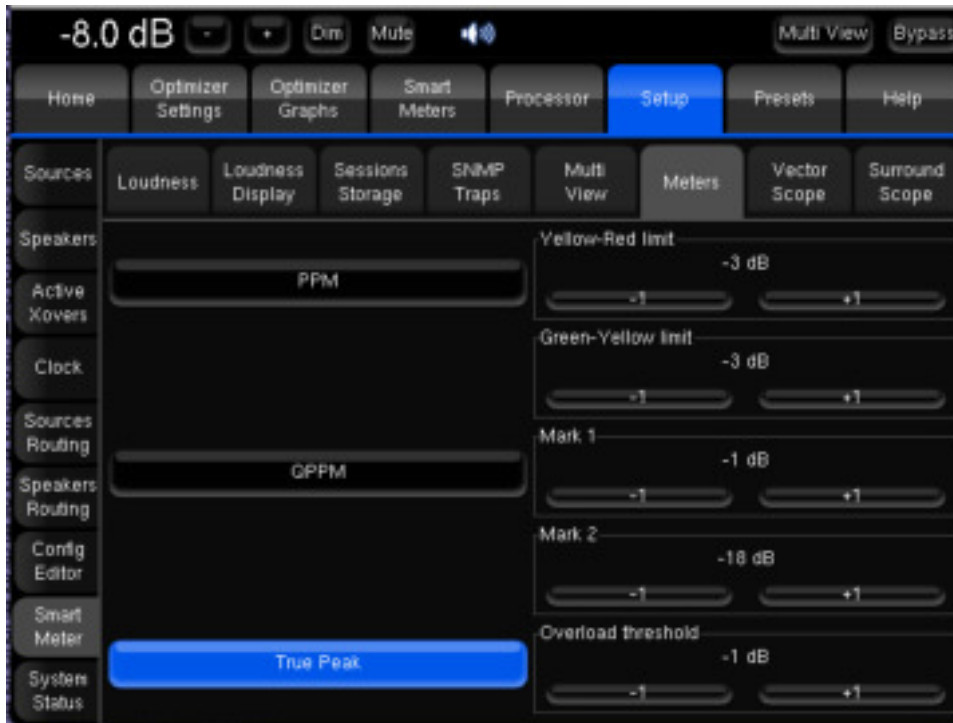 -8.0 dB - + Dim Mute Multi View Bypass
Home Optimizer Settings Optimizer Graphs Smart Meters Processor Setup Presets Help
Sources
Speakers
Active Xovers
Clock
Sources Routing
Speakers Routing
Config Editor
Smart Meter
System Status
Loudness Loudness Display Sessions Storage SNMP Traps Multi View Meters Vector Scope Surround Scope
PPM
QPPM
True Peak
Yellow-Red limit
-3 dB
-1 +1
Green-Yellow limit
-3 dB
-1 +1
Mark 1
-1 dB
-1 +1
Mark 2
-18 dB
-1 +1
Overload threshold
-1 dB
-1 +1